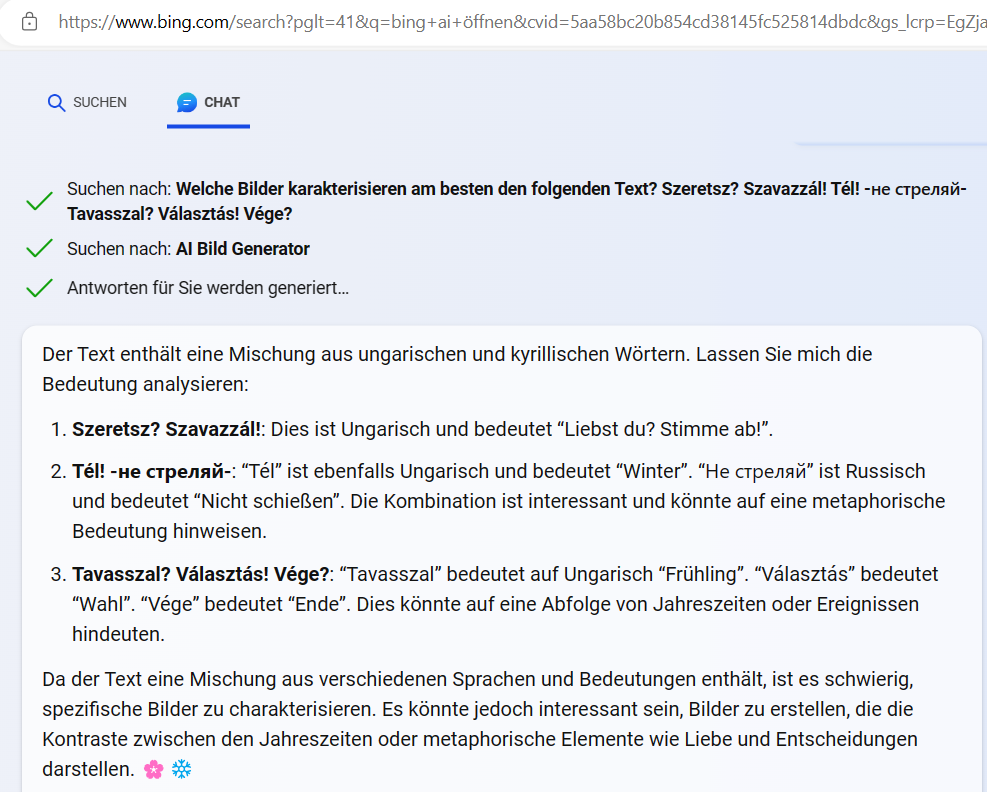 https://www.bing.com/search?pglt=41&q=bing+ai+öffnen&cvid=5aa58bc20b854cd38145fc525814dbdc&gs_lcrp=EgZja
SUCHEN CHAT
Suchen nach: Welche Bilder karakterisieren am besten den folgenden Text? Szeretsz? Szavazzál! Tél! -не стреляй-
Tavasszal? Választás! Vége?
Suchen nach: AI Bild Generator
Antworten für Sie werden generiert...
Der Text enthält eine Mischung aus ungarischen und kyrillischen Wörtern. Lassen Sie mich die
Bedeutung analysieren:
1. Szeretsz? Szavazzál!: Dies ist Ungarisch und bedeutet “Liebst du? Stimme ab!”.
2. Tél! -не стреляй-: “Tél” ist ebenfalls Ungarisch und bedeutet “Winter”. “Не стреляй” ist Russisch
und bedeutet “Nicht schießen”. Die Kombination ist interessant und könnte auf eine metaphorische
Bedeutung hinweisen.
3. Tavasszal? Választás! Vége?: “Tavasszal” bedeutet auf Ungarisch “Frühling”. “Választás” bedeutet
“Wahl”. “Vége” bedeutet “Ende”. Dies könnte auf eine Abfolge von Jahreszeiten oder Ereignissen
hindeuten.
Da der Text eine Mischung aus verschiedenen Sprachen und Bedeutungen enthält, ist es schwierig,
spezifische Bilder zu charakterisieren. Es könnte jedoch interessant sein, Bilder zu erstellen, die die
Kontraste zwischen den Jahreszeiten oder metaphorische Elemente wie Liebe und Entscheidungen
darstellen. 🌸 ❄️